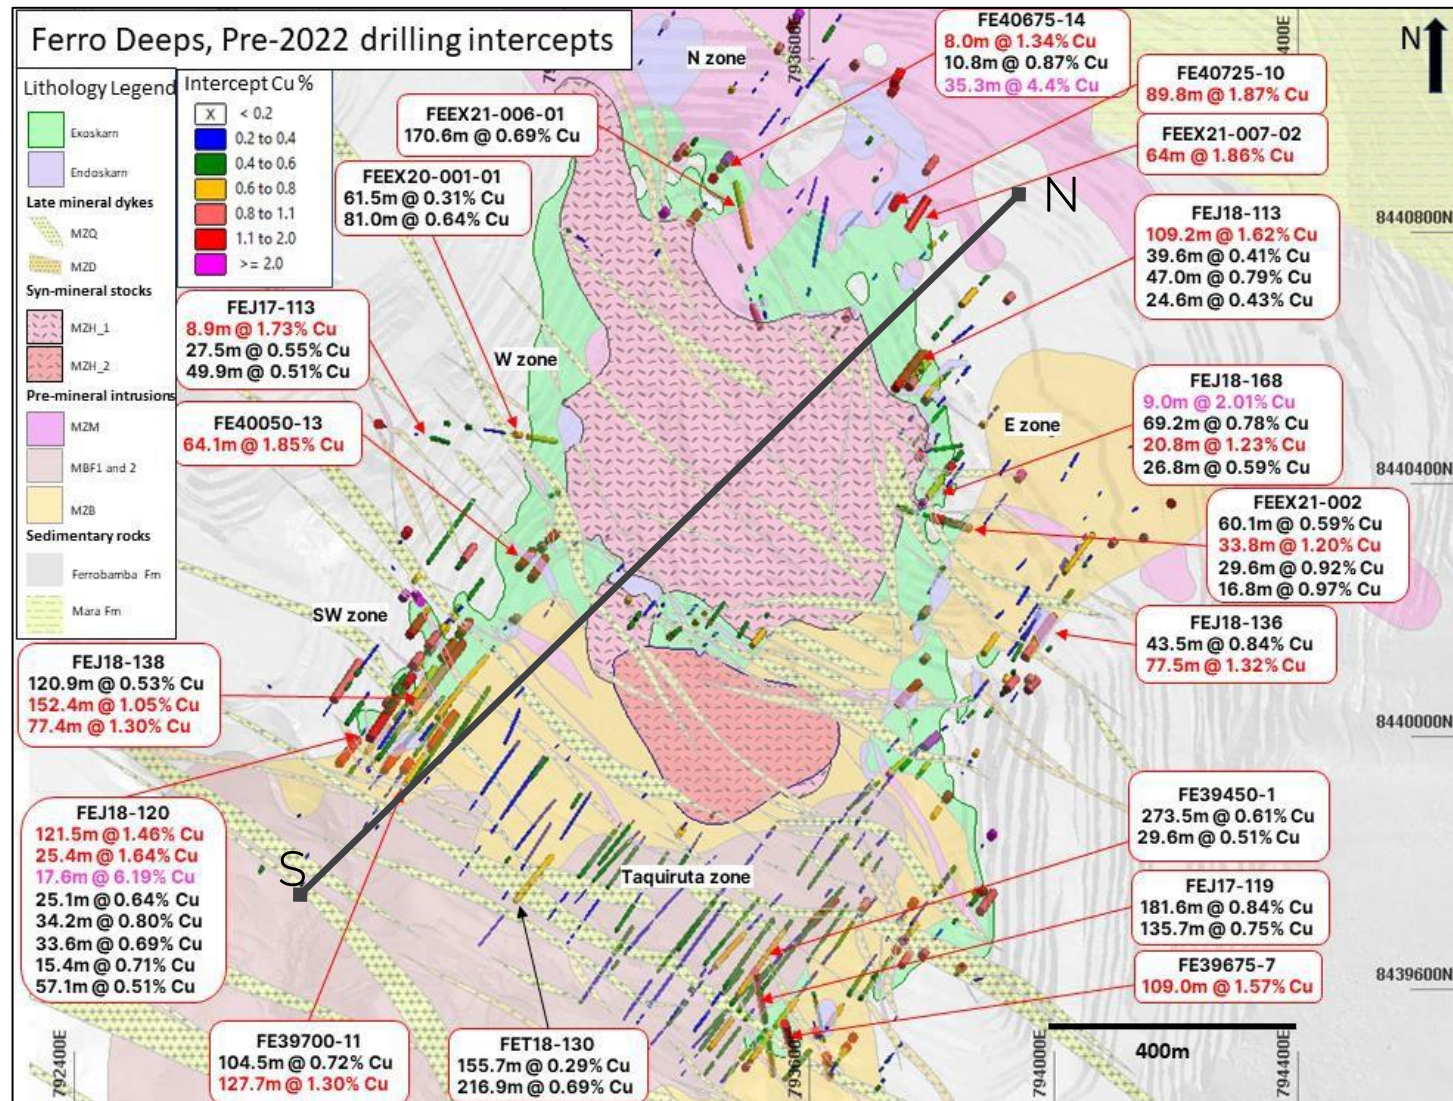 Ferro Deeps, Pre-2022 drilling intercepts
Lithology Legend
Exoskarn
Endoskarn
Late mineral dykes
MZQ
MZD
Syn-mineral stocks
MZH_1
MZH_2
Pre-mineral intrusions
MZM
MBF1 and 2
MZB
Sedimentary rocks
Ferrobamba Fm
Mara Fm
Intercept Cu %
X < 0.2
0.2 to 0.4
0.4 to 0.6
0.6 to 0.8
0.8 to 1.1
1.1 to 2.0
>= 2.0
N zone
793600E
400E
N
FE40675-14
8.0m @ 1.34% Cu
10.8m @ 0.87% Cu
35.3m @ 4.4% Cu
FE40725-10
89.8m @ 1.87% Cu
FEEX21-007-02
64m @ 1.86% Cu
FEEX21-006-01
170.6m @ 0.69% Cu
FEEX20-001-01
61.5m @ 0.31% Cu
81.0m @ 0.64% Cu
N
8440800N
FEJ18-113
109.2m @ 1.62% Cu
39.6m @ 0.41% Cu
47.0m @ 0.79% Cu
24.6m @ 0.43% Cu
FEJ17-113
8.9m @ 1.73% Cu
27.5m @ 0.55% Cu
49.9m @ 0.51% Cu
W zone
FE40050-13
64.1m @ 1.85% Cu
E zone
FEJ18-168
9.0m @ 2.01% Cu
69.2m @ 0.78% Cu
20.8m @ 1.23% Cu
26.8m @ 0.59% Cu
8440400N
FEEX21-002
60.1m @ 0.59% Cu
33.8m @ 1.20% Cu
29.6m @ 0.92% Cu
16.8m @ 0.97% Cu
SW zone
FEJ18-136
43.5m @ 0.84% Cu
77.5m @ 1.32% Cu
FEJ18-138
120.9m @ 0.53% Cu
152.4m @ 1.05% Cu
77.4m @ 1.30% Cu
8440000N
FEJ18-120
121.5m @ 1.46% Cu
25.4m @ 1.64% Cu
17.6m @ 6.19% Cu
25.1m @ 0.64% Cu
34.2m @ 0.80% Cu
33.6m @ 0.69% Cu
15.4m @ 0.71% Cu
57.1m @ 0.51% Cu
S
Taquiruta zone
FE39450-1
273.5m @ 0.61% Cu
29.6m @ 0.51% Cu
FEJ17-119
181.6m @ 0.84% Cu
135.7m @ 0.75% Cu
FE39675-7
109.0m @ 1.57% Cu
8439600N
792400E
FE39700-11
104.5m @ 0.72% Cu
127.7m @ 1.30% Cu
FET18-130
155.7m @ 0.29% Cu
216.9m @ 0.69% Cu
793600
794000E
400m
794400E